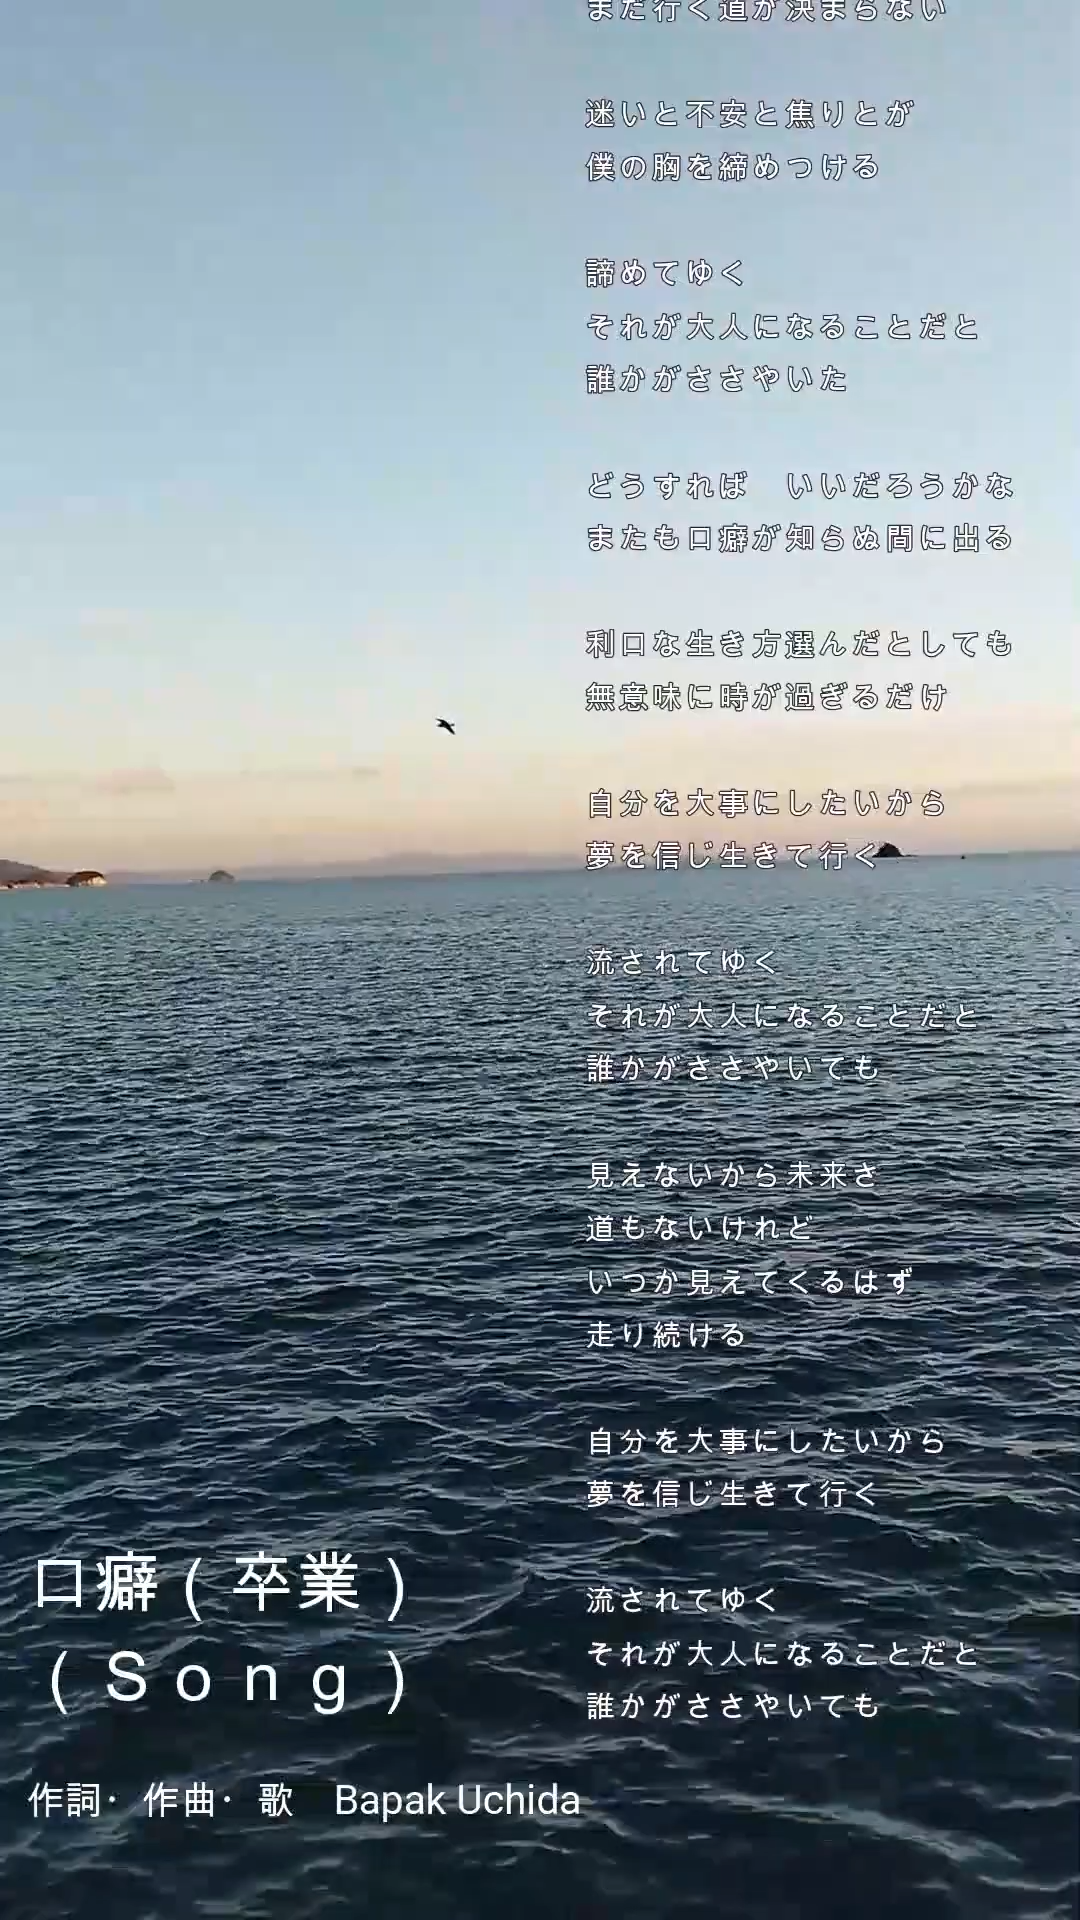 まだ行く道が決まらない
迷いと不安と焦りとが
僕の胸を締めつける
諦めてゆく
それが大人になることだと
誰かがささやいた
どうすれば　いいだろうかな
またも口癖が知らぬ間に出る
利口な生き方選んだとしても
無意味に時が過ぎるだけ
自分を大事にしたいから
夢を信じ生きて行く
流されてゆく
それが大人になることだと
誰かがささやいても
見えないから未来さ
道もないけれど
いつか見えてくるはず
走り続ける
自分を大事にしたいから
夢を信じ生きて行く
流されてゆく
それが大人になることだと
誰かがささやいても
口癖（卒業）
（Ｓｏｎｇ）
作詞・作曲・歌　Bapak Uchida